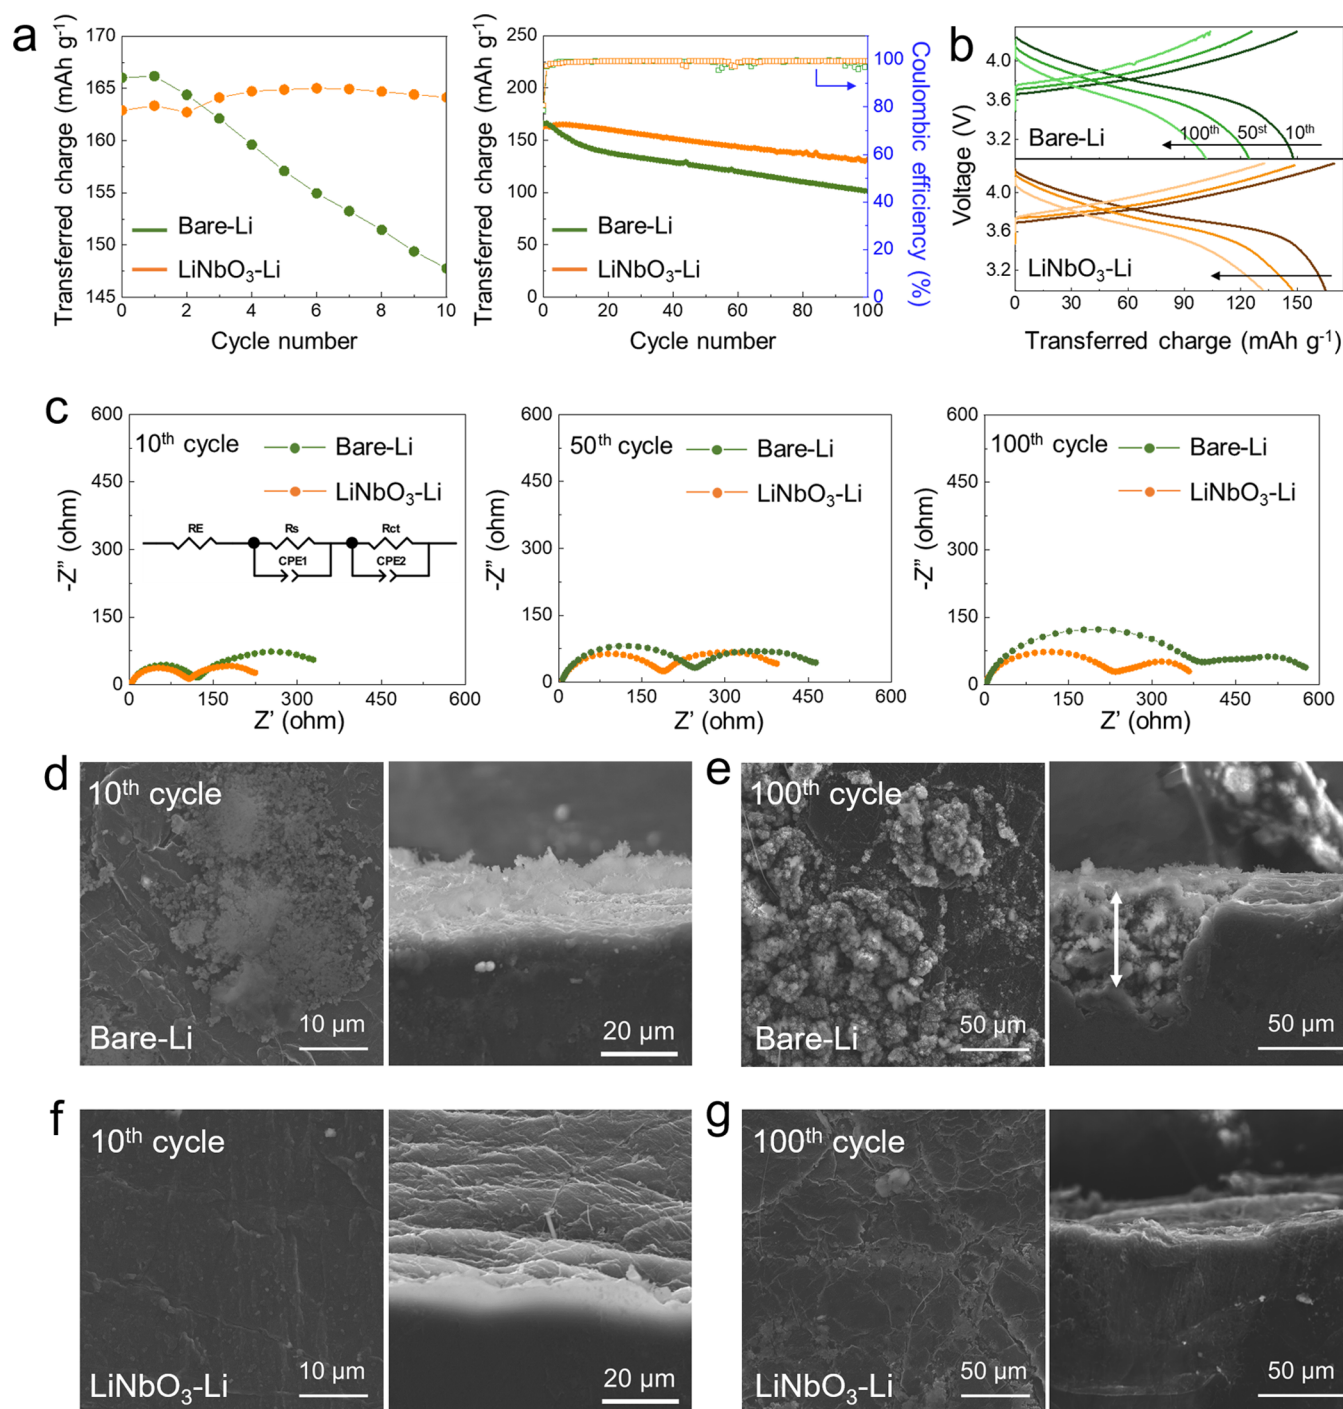 a
Transferred charge (mAh g-1)
170
165
160
155
150
145
0 2 4 6 8 10
Cycle number
Bare-Li
LiNbO3-Li
Transferred charge (mAh g-1)
250
200
150
100
50
0
0 20 40 60 80 100
Cycle number
Bare-Li
LiNbO3-Li
100
80
60
40
20
0
Coulombic efficiency (%)
b
Voltage (V)
4.0
3.6
3.2
100th 50st 10th
Bare-Li
4.0
3.6
3.2
LiNbO3-Li
0 30 60 90 120 150
Transferred charge (mAh g-1)
c
-Z” (ohm)
600
450
300
150
0
10th cycle
Bare-Li
LiNbO3-Li
RE Rs Rct
CPE1 CPE2
0 150 300 450 600
Z’ (ohm)
-Z” (ohm)
600
450
300
150
0
50th cycle
Bare-Li
LiNbO3-Li
0 150 300 450 600
Z’ (ohm)
-Z” (ohm)
600
450
300
150
0
100th cycle
Bare-Li
LiNbO3-Li
0 150 300 450 600
Z’ (ohm)
d
10th cycle
Bare-Li
10 µm
20 µm
e
100th cycle
Bare-Li
50 µm
50 µm
f
10th cycle
LiNbO3-Li
10 µm
20 µm
g
100th cycle
LiNbO3-Li
50 µm
50 µm